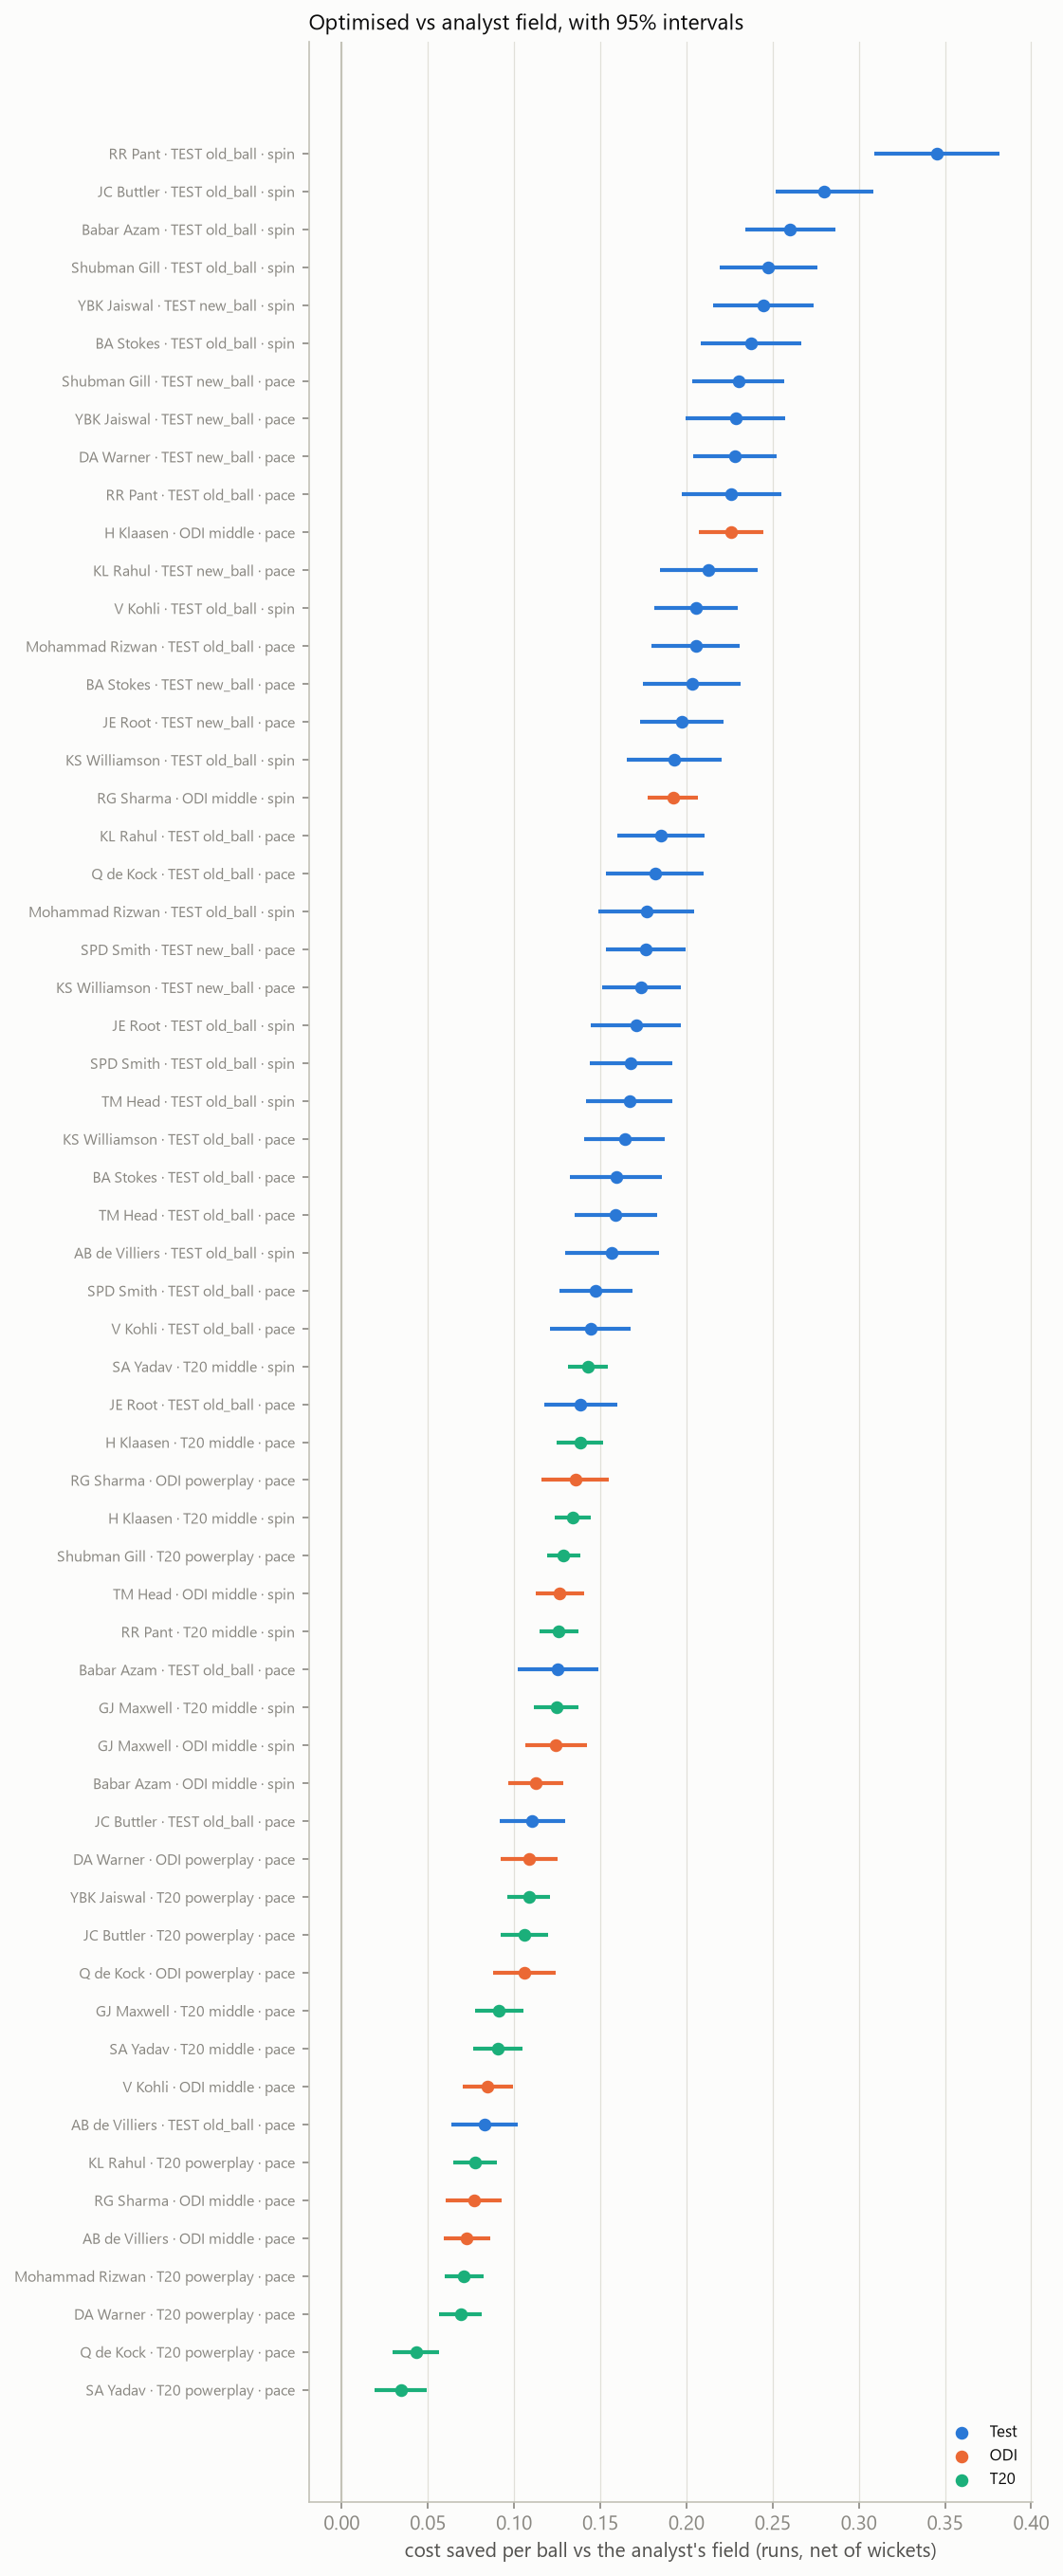 Optimised vs analyst field, with 95% intervals
RR Pant · TEST old_ball · spin
JC Buttler · TEST old_ball · spin
Babar Azam · TEST old_ball · spin
Shubman Gill · TEST old_ball · spin
YBK Jaiswal · TEST new_ball · spin
BA Stokes · TEST old_ball · spin
Shubman Gill · TEST new_ball · pace
YBK Jaiswal · TEST new_ball · pace
DA Warner · TEST new_ball · pace
RR Pant · TEST old_ball · pace
H Klaasen · ODI middle · pace
KL Rahul · TEST new_ball · pace
V Kohli · TEST old_ball · spin
Mohammad Rizwan · TEST old_ball · pace
BA Stokes · TEST new_ball · pace
JE Root · TEST new_ball · pace
KS Williamson · TEST old_ball · spin
RG Sharma · ODI middle · spin
KL Rahul · TEST old_ball · pace
Q de Kock · TEST old_ball · pace
Mohammad Rizwan · TEST old_ball · spin
SPD Smith · TEST new_ball · pace
KS Williamson · TEST new_ball · pace
JE Root · TEST old_ball · spin
SPD Smith · TEST old_ball · spin
TM Head · TEST old_ball · spin
KS Williamson · TEST old_ball · pace
BA Stokes · TEST old_ball · pace
TM Head · TEST old_ball · pace
AB de Villiers · TEST old_ball · spin
SPD Smith · TEST old_ball · pace
V Kohli · TEST old_ball · pace
SA Yadav · T20 middle · spin
JE Root · TEST old_ball · pace
H Klaasen · T20 middle · pace
RG Sharma · ODI powerplay · pace
H Klaasen · T20 middle · spin
Shubman Gill · T20 powerplay · pace
TM Head · ODI middle · spin
RR Pant · T20 middle · spin
Babar Azam · TEST old_ball · pace
GJ Maxwell · T20 middle · spin
GJ Maxwell · ODI middle · spin
Babar Azam · ODI middle · spin
JC Buttler · TEST old_ball · pace
DA Warner · ODI powerplay · pace
YBK Jaiswal · T20 powerplay · pace
JC Buttler · T20 powerplay · pace
Q de Kock · ODI powerplay · pace
GJ Maxwell · T20 middle · pace
SA Yadav · T20 middle · pace
V Kohli · ODI middle · pace
AB de Villiers · TEST old_ball · pace
KL Rahul · T20 powerplay · pace
RG Sharma · ODI middle · pace
AB de Villiers · ODI middle · pace
Mohammad Rizwan · T20 powerplay · pace
DA Warner · T20 powerplay · pace
Q de Kock · T20 powerplay · pace
SA Yadav · T20 powerplay · pace
Test
ODI
T20
0.00 0.05 0.10 0.15 0.20 0.25 0.30 0.35 0.40
cost saved per ball vs the analyst's field (runs, net of wickets)